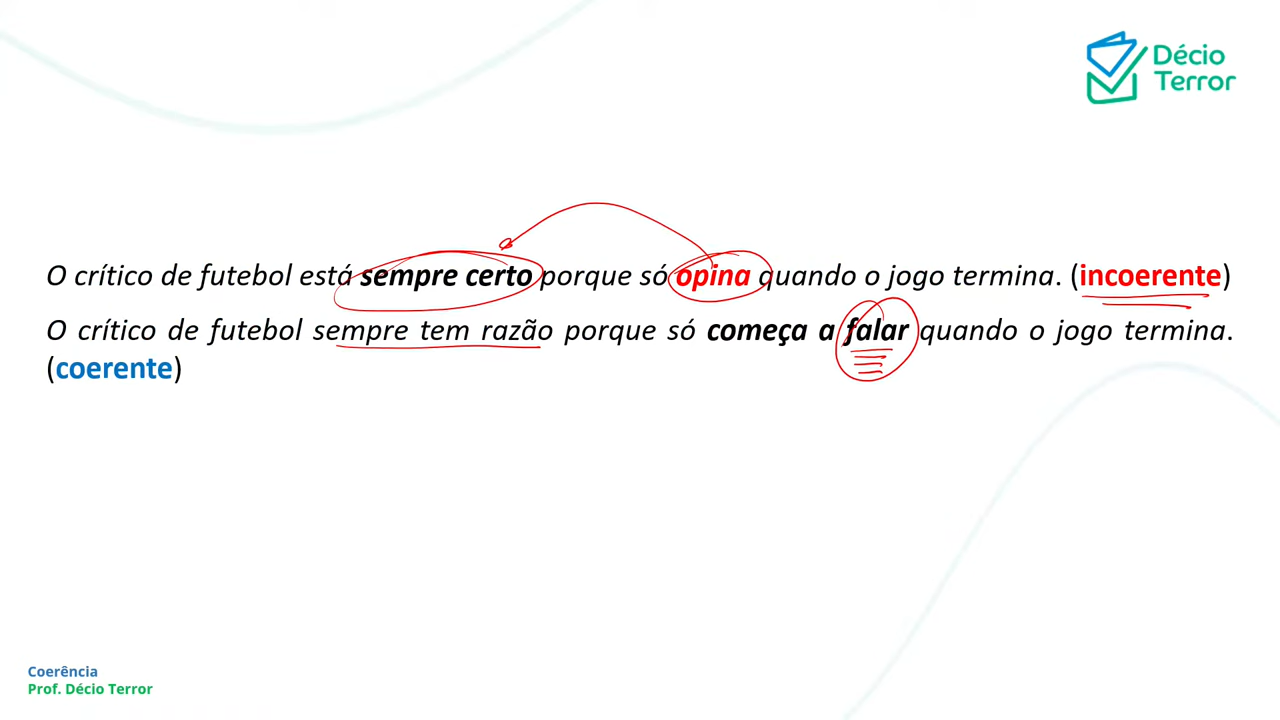 Décio
Terror
O crítico de futebol está sempre certo porque só opina quando o jogo termina. (incoerente)
O crítico de futebol sempre tem razão porque só começa a falar quando o jogo termina.
(coerente)
Coerência
Prof. Décio Terror